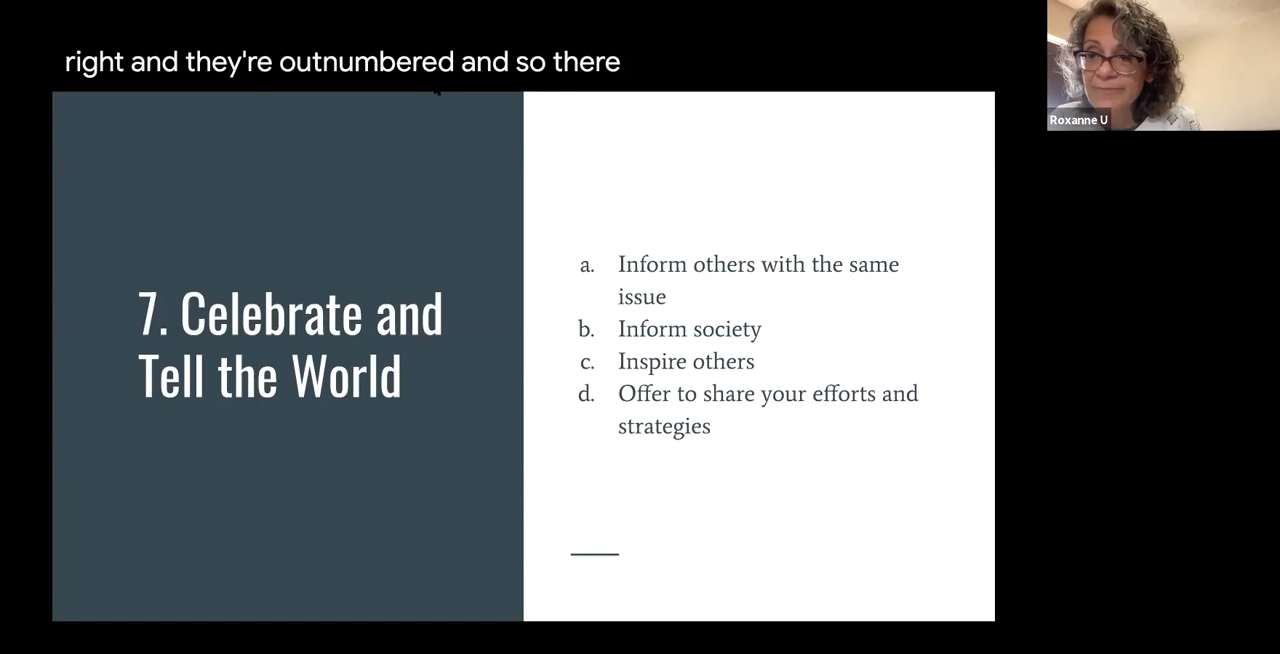 right and they're outnumbered and so there
Roxanne U
7. Celebrate and
Tell the World
a. Inform others with the same
issue
b. Inform society
c. Inspire others
d. Offer to share your efforts and
strategies